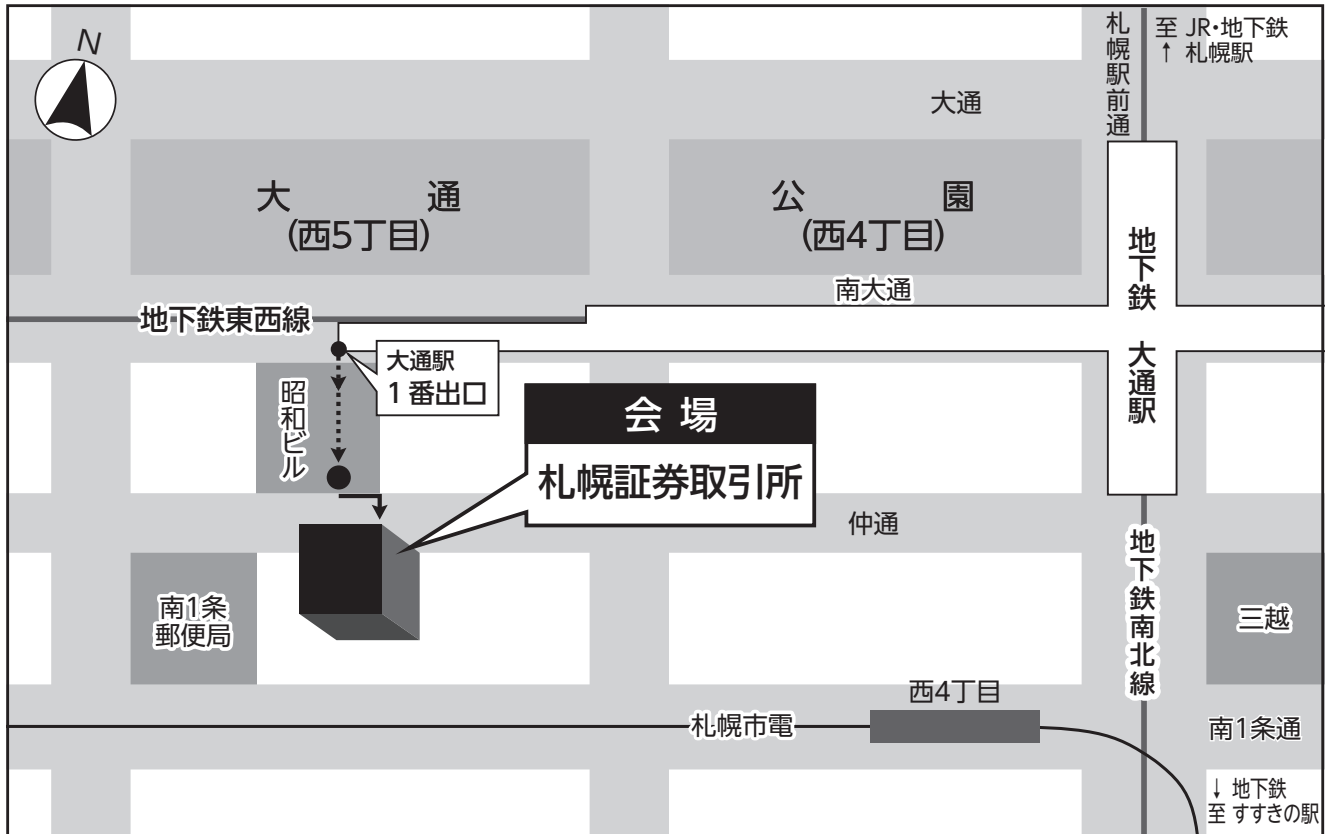 N
札幌駅前通
至 JR・地下鉄
↑ 札幌駅
大通
大通公園
(西5丁目)
(西4丁目)
南大通
地下鉄東西線
地下鉄 大通駅
大通駅
1番出口
昭和ビル
会場
札幌証券取引所
仲通
南1条
郵便局
地下鉄南北線
三越
西4丁目
札幌市電
南1条通
↓ 地下鉄
至 すすきの駅